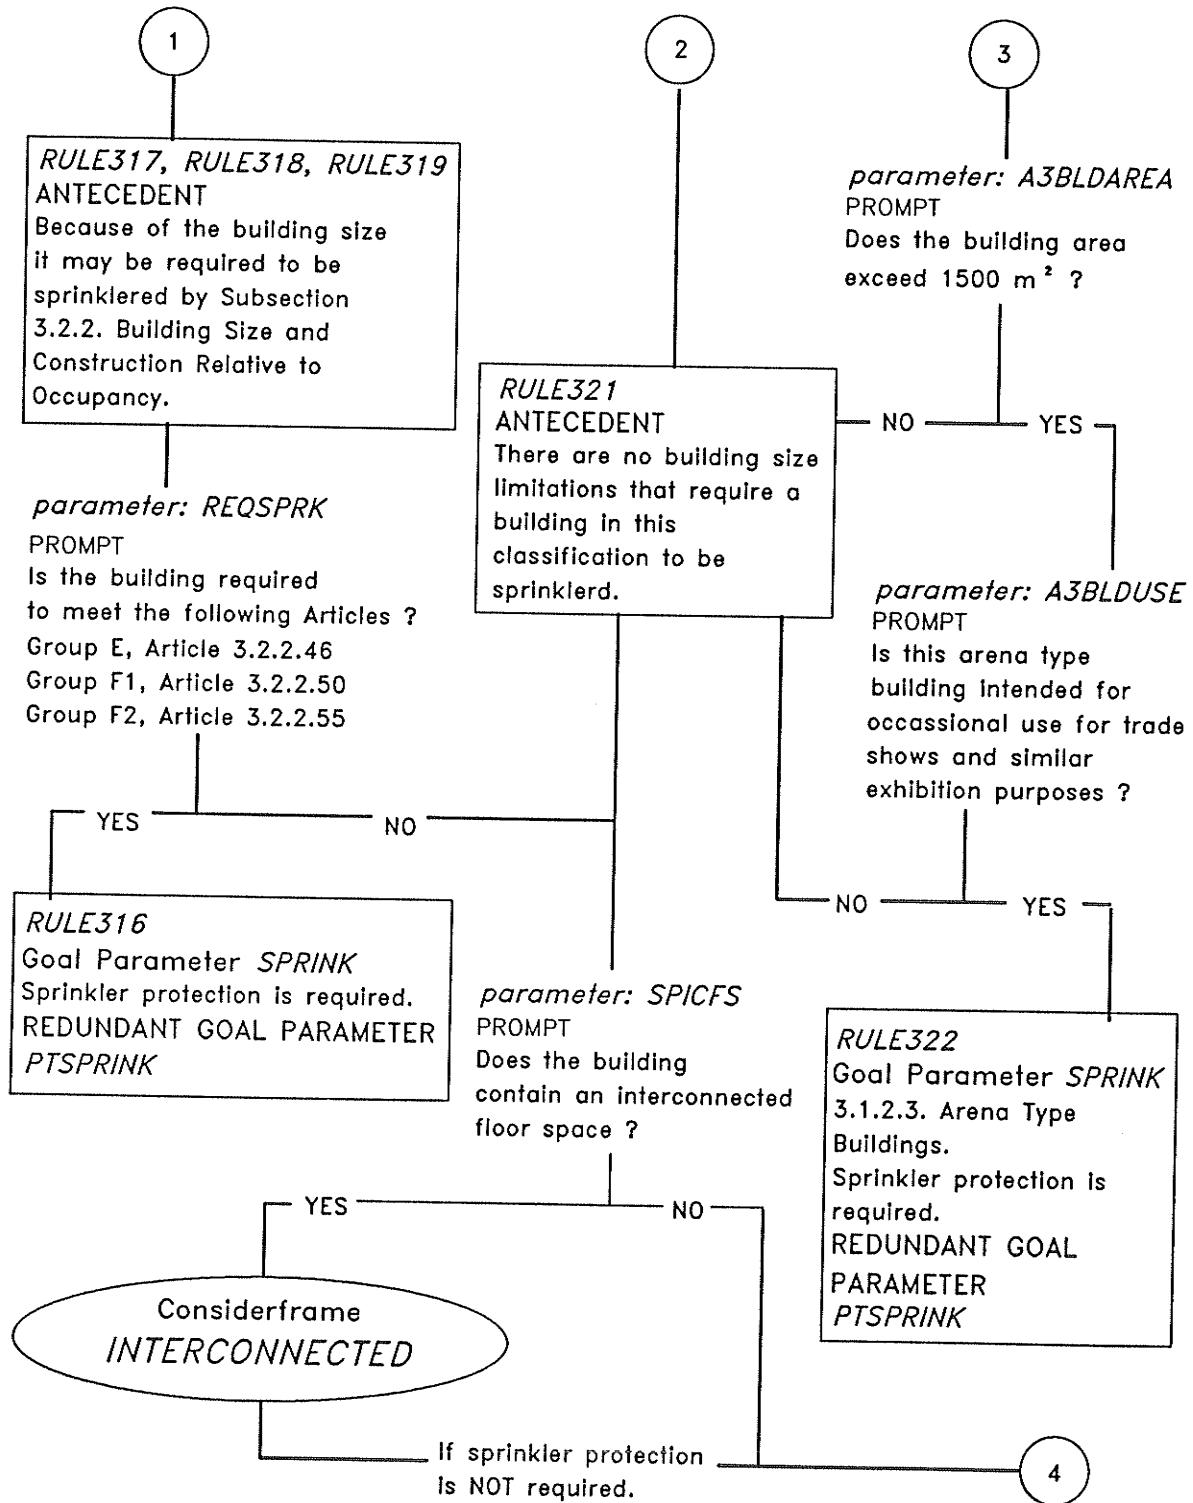 1
2
3
RULE317, RULE318, RULE319
ANTECEDENT
Because of the building size
it may be required to be
sprinklered by Subsection
3.2.2. Building Size and
Construction Relative to
Occupancy.
parameter: A3BLDAREA
PROMPT
Does the building area
exceed 1500 m² ?
NO
YES
RULE321
ANTECEDENT
There are no building size
limitations that require a
building in this
classification to be
sprinklerd.
parameter: REQSPRK
PROMPT
Is the building required
to meet the following Articles ?
Group E, Article 3.2.2.46
Group F1, Article 3.2.2.50
Group F2, Article 3.2.2.55
parameter: A3BLDUSE
PROMPT
Is this arena type
building intended for
occassional use for trade
shows and similar
exhibition purposes ?
YES
NO
NO
YES
RULE316
Goal Parameter SPRINK
Sprinkler protection is required.
REDUNDANT GOAL PARAMETER
PTSPRINK
parameter: SPICFS
PROMPT
Does the building
contain an interconnected
floor space ?
RULE322
Goal Parameter SPRINK
3.1.2.3. Arena Type
Buildings.
Sprinkler protection is
required.
REDUNDANT GOAL
PARAMETER
PTSPRINK
YES
NO
Considerframe
INTERCONNECTED
If sprinkler protection
is NOT required.
4